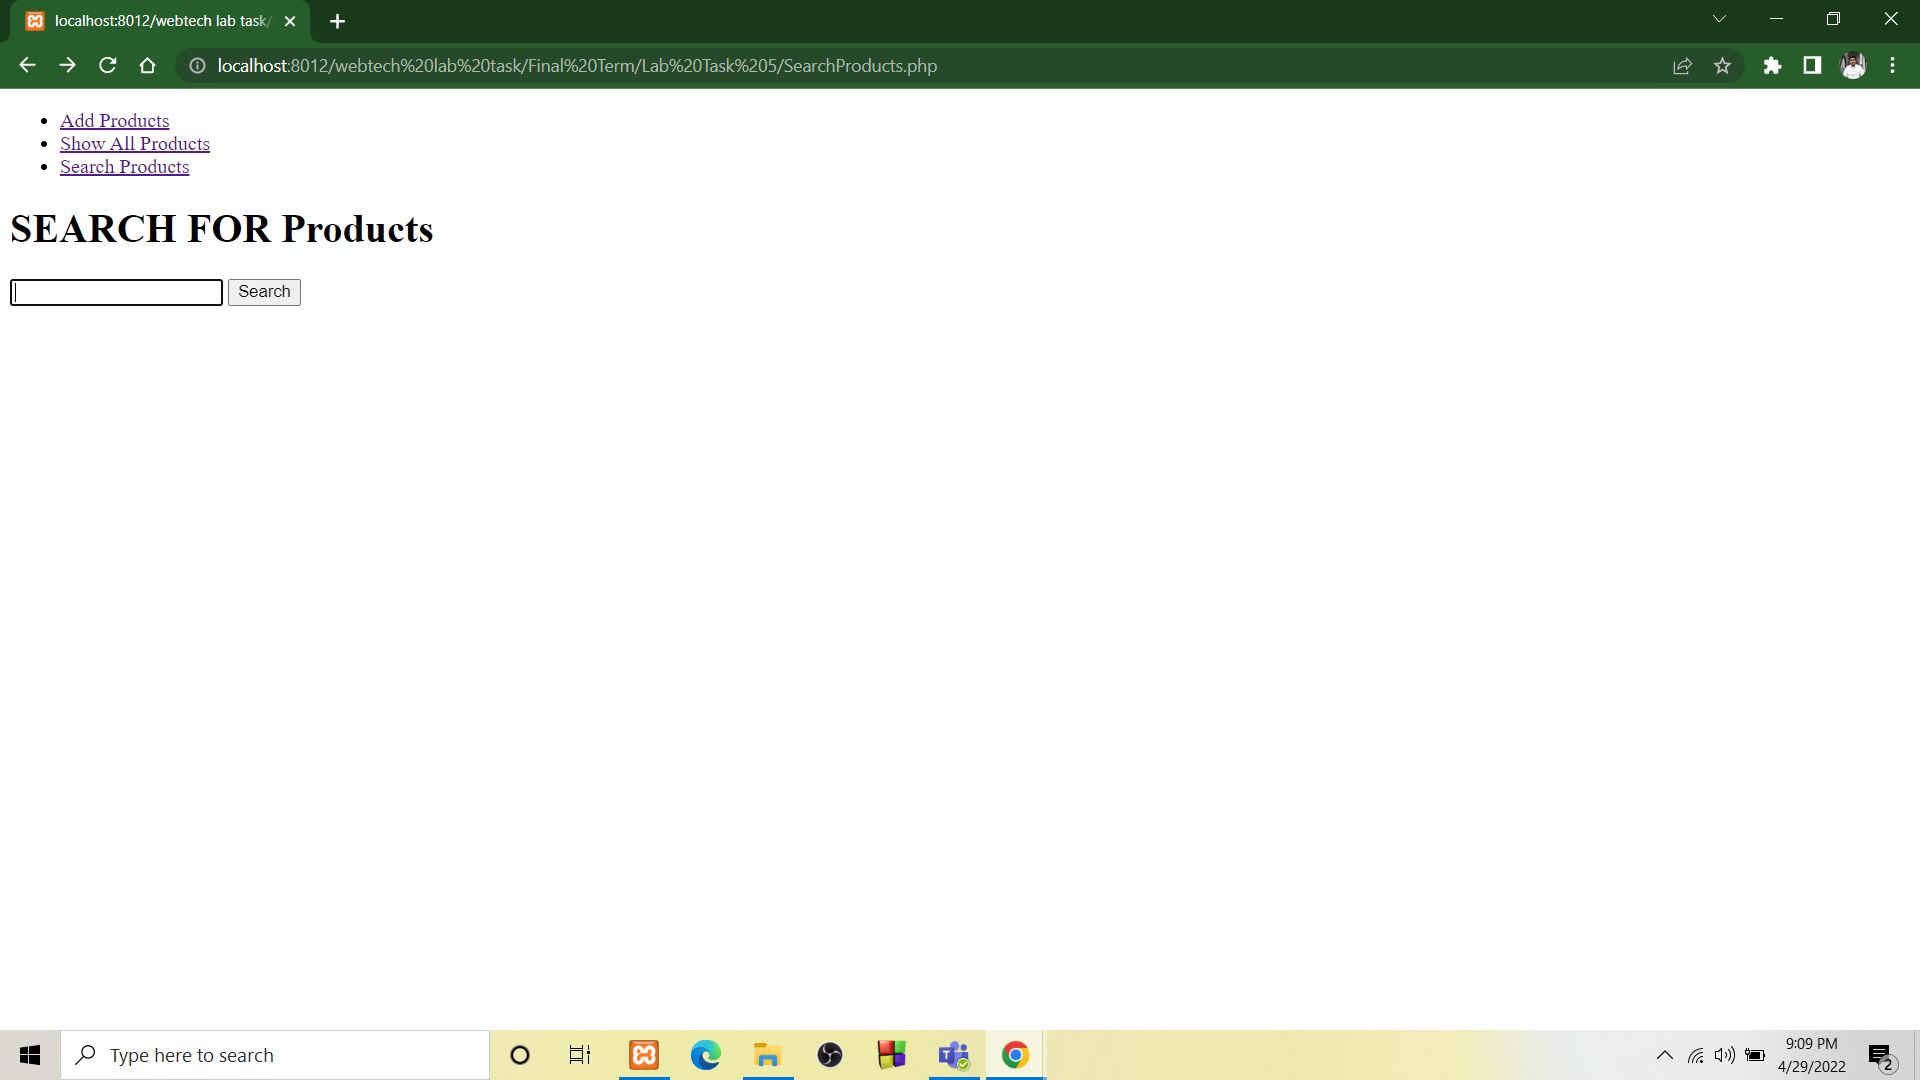 localhost:8012/webtech lab task/
localhost:8012/webtech%20lab%20task/Final%20Term/Lab%20Task%205/SearchProducts.php
Add Products
Show All Products
Search Products
SEARCH FOR Products
Search
Type here to search
9:09 PM
4/29/2022
2